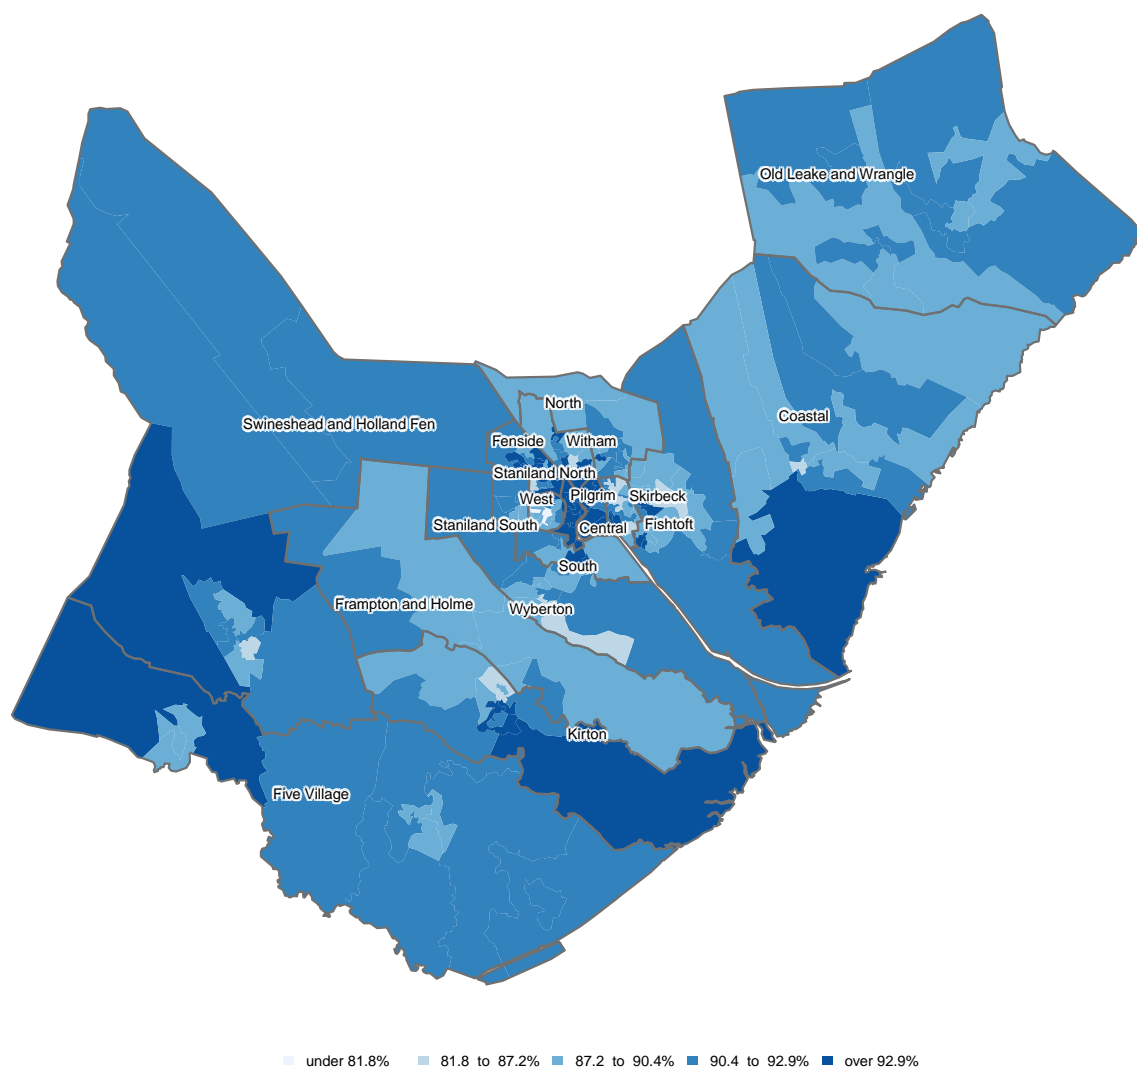 Old Leake and Wrangle
North
Coastal
Swineshead and Holland Fen
Fenside
Witham
Staniland North
West
Pilgrim
Skirbeck
Staniland South
Central
Fishtoft
South
Frampton and Holme
Wyberton
Kirton
Five Village
under 81.8%
81.8 to 87.2%
87.2 to 90.4%
90.4 to 92.9%
over 92.9%